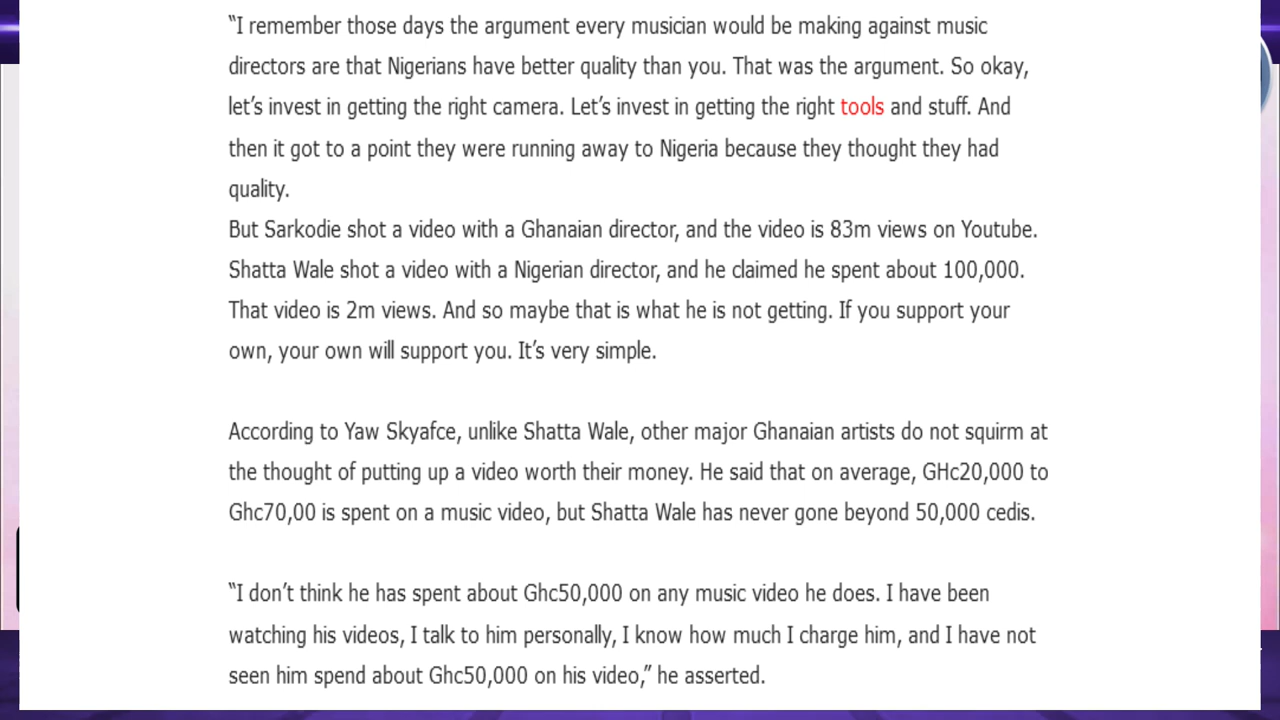 “I remember those days the argument every musician would be making against music
directors are that Nigerians have better quality than you. That was the argument. So okay,
let’s invest in getting the right camera. Let’s invest in getting the right tools and stuff. And
then it got to a point they were running away to Nigeria because they thought they had
quality.
But Sarkodie shot a video with a Ghanaian director, and the video is 83m views on Youtube.
Shatta Wale shot a video with a Nigerian director, and he claimed he spent about 100,000.
That video is 2m views. And so maybe that is what he is not getting. If you support your
own, your own will support you. It’s very simple.
According to Yaw Skyafce, unlike Shatta Wale, other major Ghanaian artists do not squirm at
the thought of putting up a video worth their money. He said that on average, GHc20,000 to
Ghc70,00 is spent on a music video, but Shatta Wale has never gone beyond 50,000 cedis.
“I don’t think he has spent about Ghc50,000 on any music video he does. I have been
watching his videos, I talk to him personally, I know how much I charge him, and I have not
seen him spend about Ghc50,000 on his video,” he asserted.